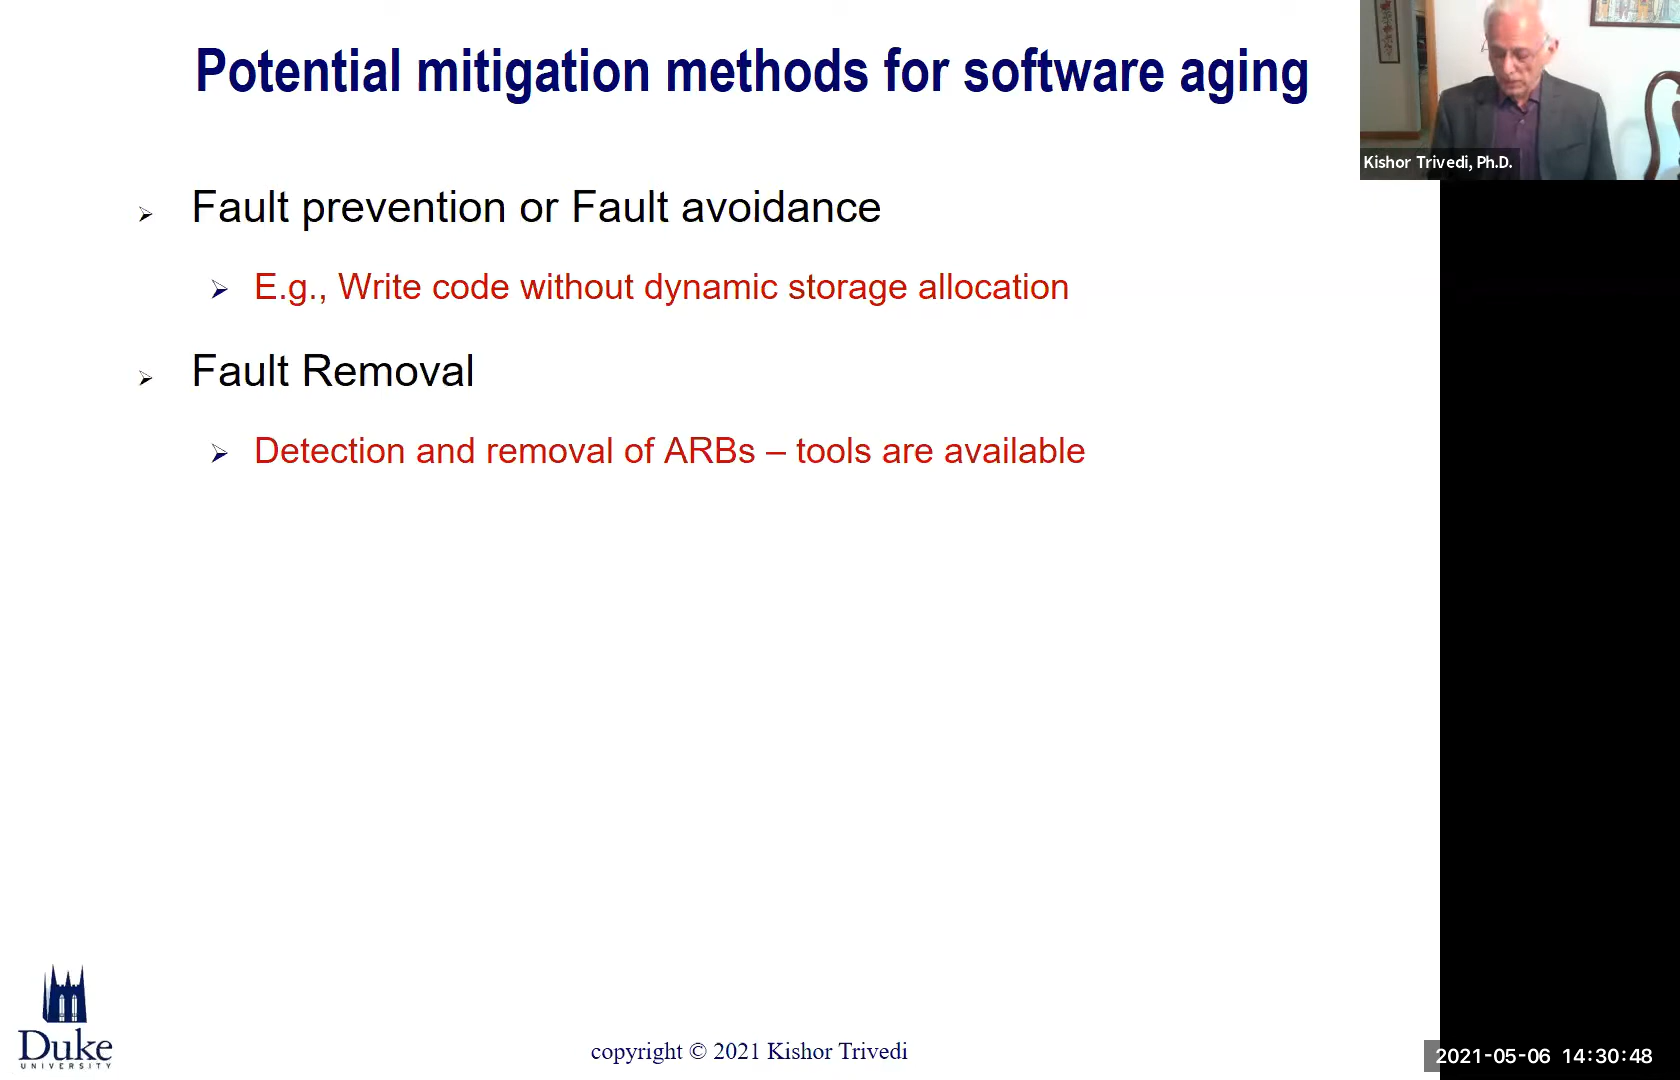 Potential mitigation methods for software aging
Kishor Trivedi, Ph.D.
Fault prevention or Fault avoidance
E.g., Write code without dynamic storage allocation
Fault Removal
Detection and removal of ARBs – tools are available
Duke
UNIVERSITY
copyright © 2021 Kishor Trivedi
2021-05-06 14:30:48